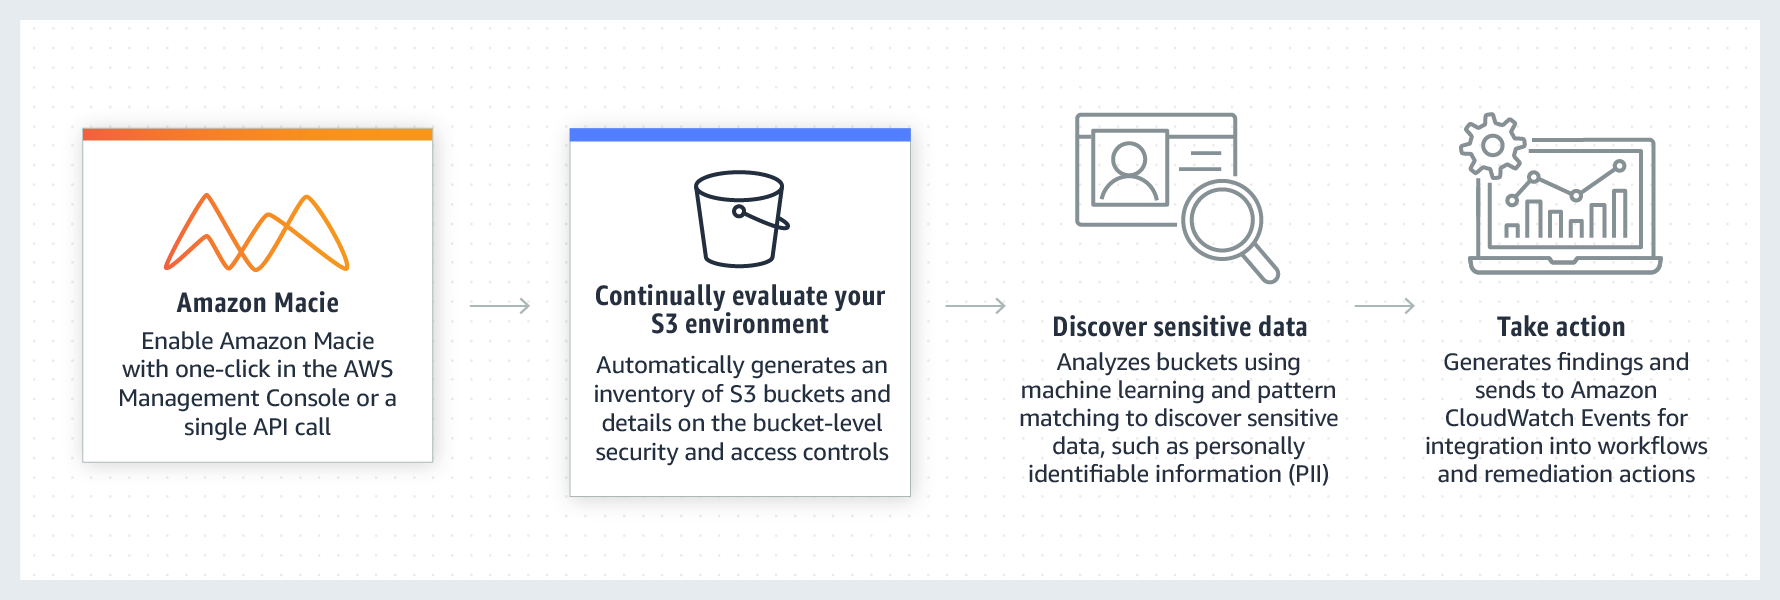 Amazon Macie
Enable Amazon Macie
with one-click in the AWS
Management Console or a
single API call
Continually evaluate your
S3 environment
Automatically generates an
inventory of S3 buckets and
details on the bucket-level
security and access controls
Discover sensitive data
Analyzes buckets using
machine learning and pattern
matching to discover sensitive
data, such as personally
identifiable information (PII)
Take action
Generates findings and
sends to Amazon
CloudWatch Events for
integration into workflows
and remediation actions